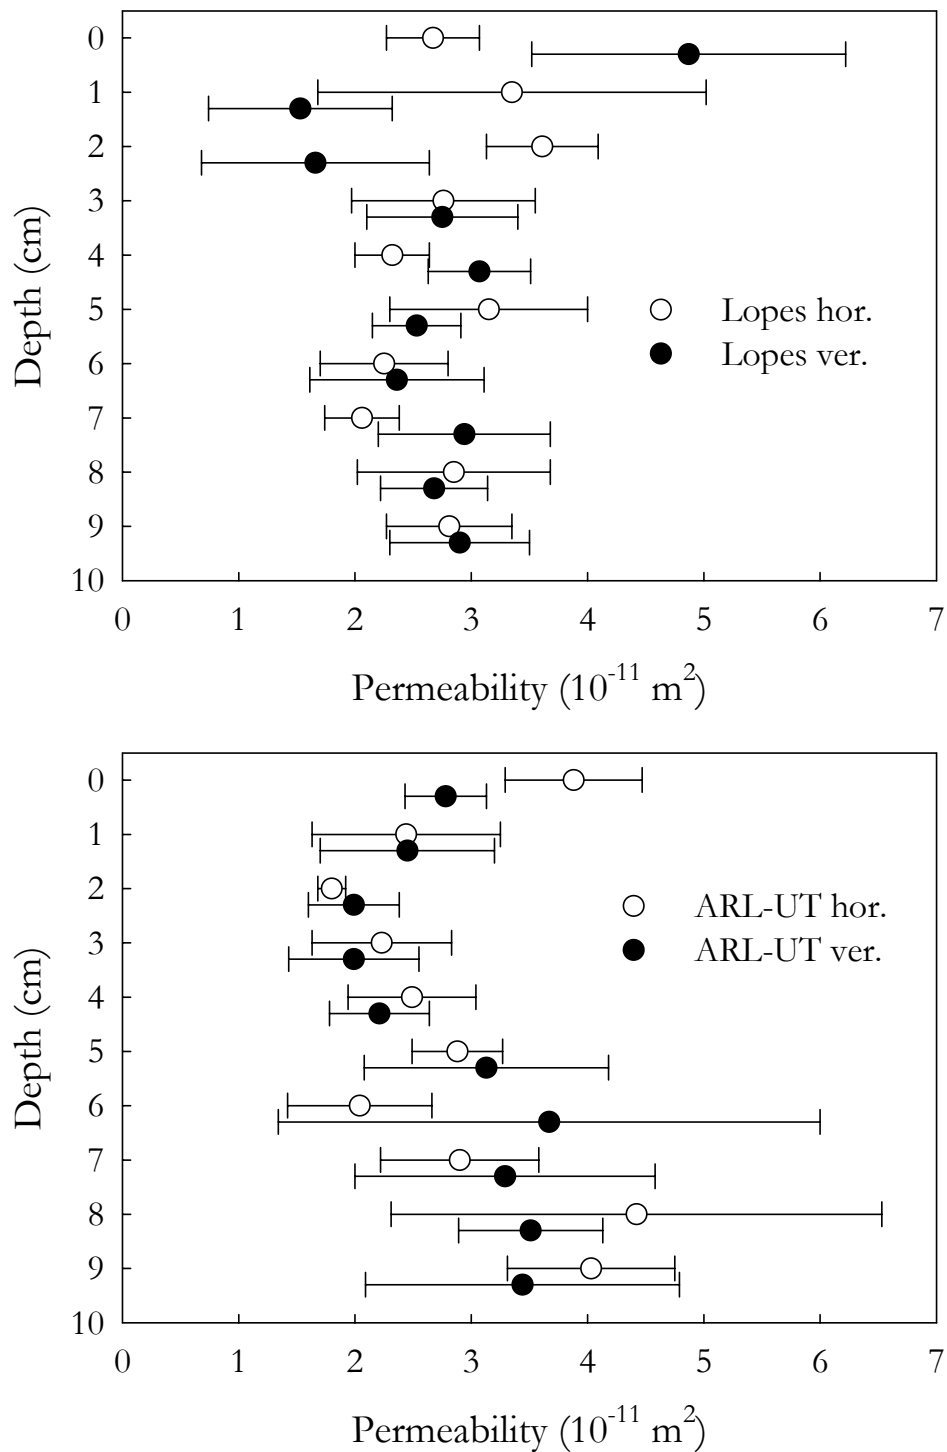 0
1
2
3
4
5
6
7
8
9
10
Depth (cm)
Lopes hor.
Lopes ver.
0 1 2 3 4 5 6 7
Permeability (10⁻¹¹ m²)
0
1
2
3
4
5
6
7
8
9
10
Depth (cm)
ARL-UT hor.
ARL-UT ver.
0 1 2 3 4 5 6 7
Permeability (10⁻¹¹ m²)